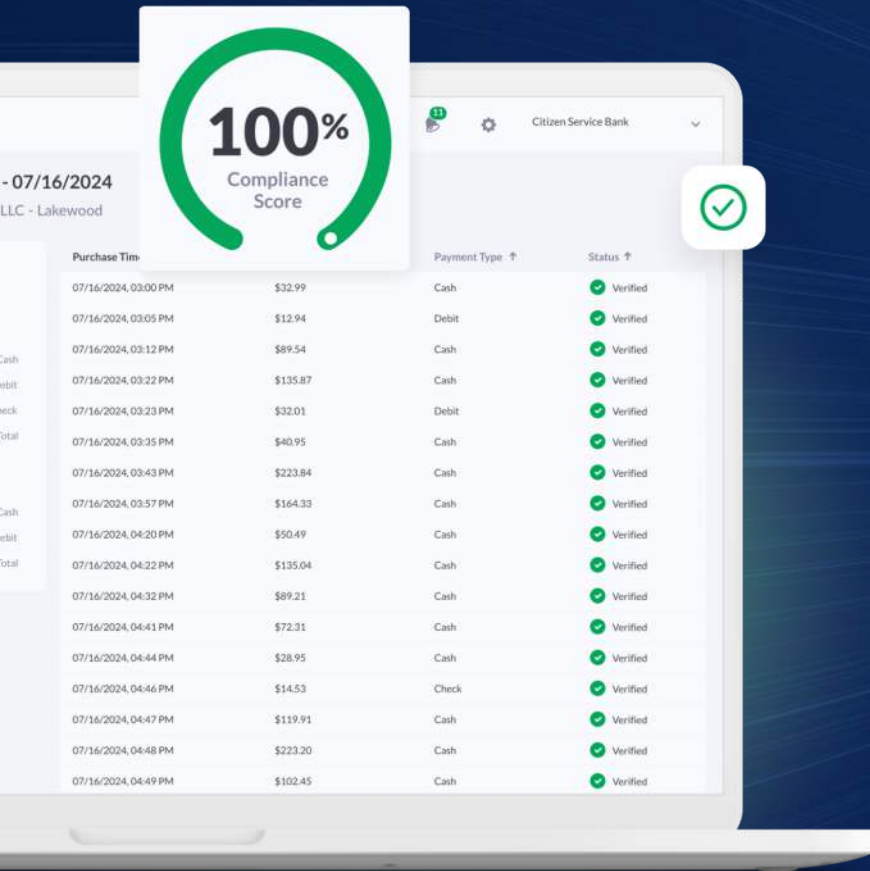 100%
Compliance
Score
11
Citizen Service Bank
- 07/16/2024
LLC - Lakewood
Purchase Tim
Payment Type ↑
Status ↑
07/16/2024, 03:00 PM $32.99 Cash Verified
07/16/2024, 03:05 PM $12.94 Debit Verified
07/16/2024, 03:12 PM $89.54 Cash Verified
07/16/2024, 03:22 PM $135.87 Cash Verified
07/16/2024, 03:23 PM $32.01 Debit Verified
07/16/2024, 03:35 PM $40.95 Cash Verified
07/16/2024, 03:43 PM $223.84 Cash Verified
07/16/2024, 03:57 PM $164.33 Cash Verified
07/16/2024, 04:20 PM $50.49 Cash Verified
07/16/2024, 04:22 PM $135.04 Cash Verified
07/16/2024, 04:32 PM $89.21 Cash Verified
07/16/2024, 04:41 PM $72.31 Cash Verified
07/16/2024, 04:44 PM $28.95 Cash Verified
07/16/2024, 04:46 PM $14.53 Check Verified
07/16/2024, 04:47 PM $119.91 Cash Verified
07/16/2024, 04:48 PM $223.20 Cash Verified
07/16/2024, 04:49 PM $102.45 Cash Verified
Cash
ebit
heck
Total
Cash
ebit
Total